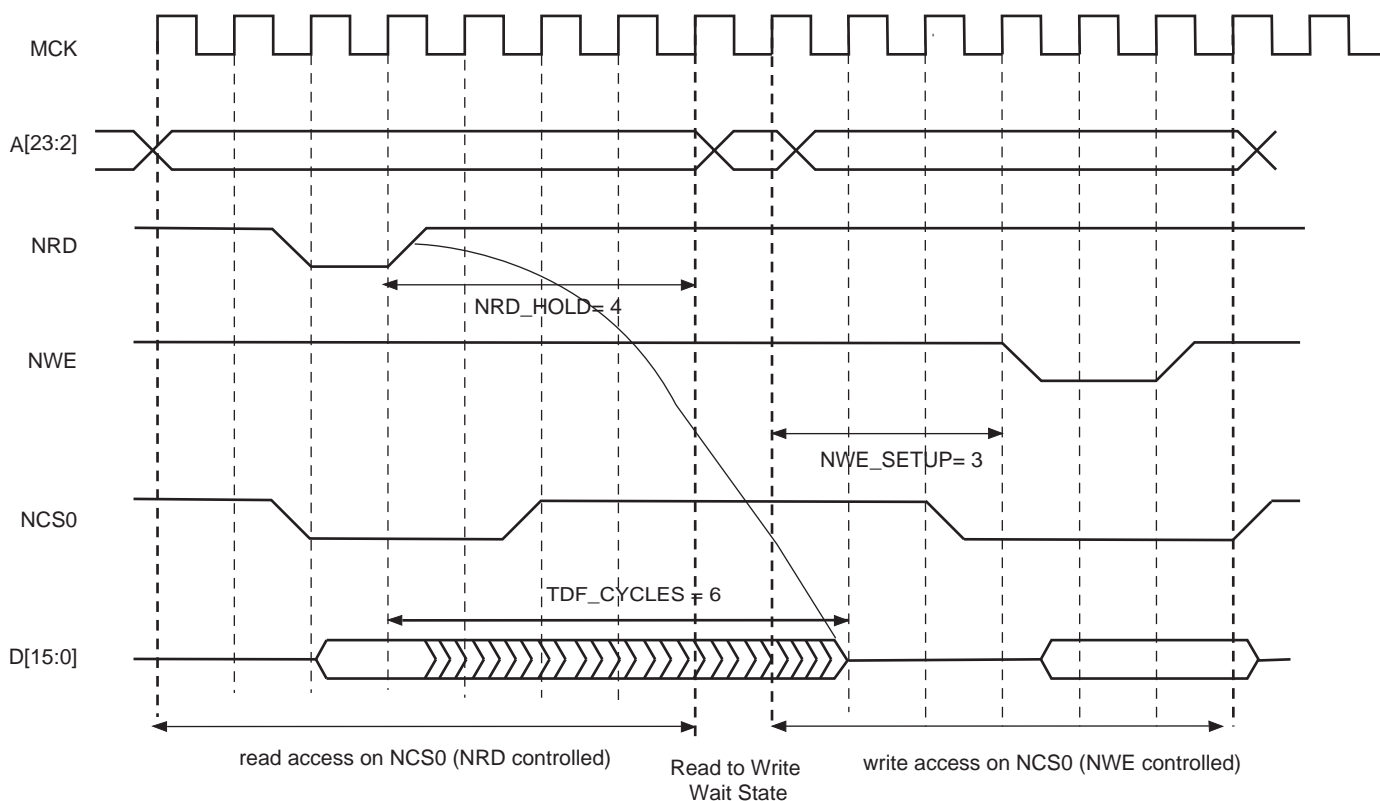 MCK
A[23:2]
NRD
NRD_HOLD= 4
NWE
NWE_SETUP= 3
NCS0
TDF_CYCLES = 6
D[15:0]
read access on NCS0 (NRD controlled)
Read to Write
Wait State
write access on NCS0 (NWE controlled)